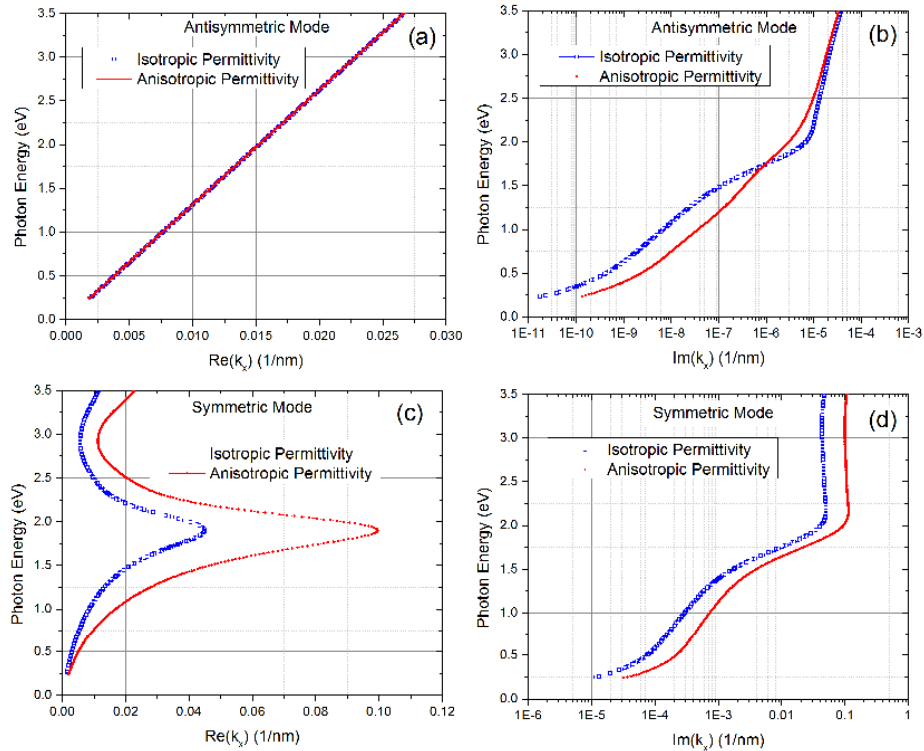 Antisymmetric Mode
(a)
Isotropic Permittivity
Anisotropic Permittivity
Photon Energy (eV)
3.5
3.0
2.5
2.0
1.5
1.0
0.5
0.0
0.000 0.005 0.010 0.015 0.020 0.025 0.030
Re(kₓ) (1/nm)
Antisymmetric Mode
(b)
Isotropic Permittivity
Anisotropic Permittivity
Photon Energy (eV)
3.5
3.0
2.5
2.0
1.5
1.0
0.5
0.0
1E-11 1E-10 1E-9 1E-8 1E-7 1E-6 1E-5 1E-4 1E-3
Im(kₓ) (1/nm)
Symmetric Mode
(c)
Isotropic Permittivity
Anisotropic Permittivity
Photon Energy (eV)
3.5
3.0
2.5
2.0
1.5
1.0
0.5
0.0
0.00 0.02 0.04 0.06 0.08 0.10 0.12
Re(kₓ) (1/nm)
Symmetric Mode
(d)
Isotropic Permittivity
Anisotropic Permittivity
Photon Energy (eV)
3.5
3.0
2.5
2.0
1.5
1.0
0.5
0.0
1E-6 1E-5 1E-4 1E-3 0.01 0.1 1
Im(kₓ) (1/nm)